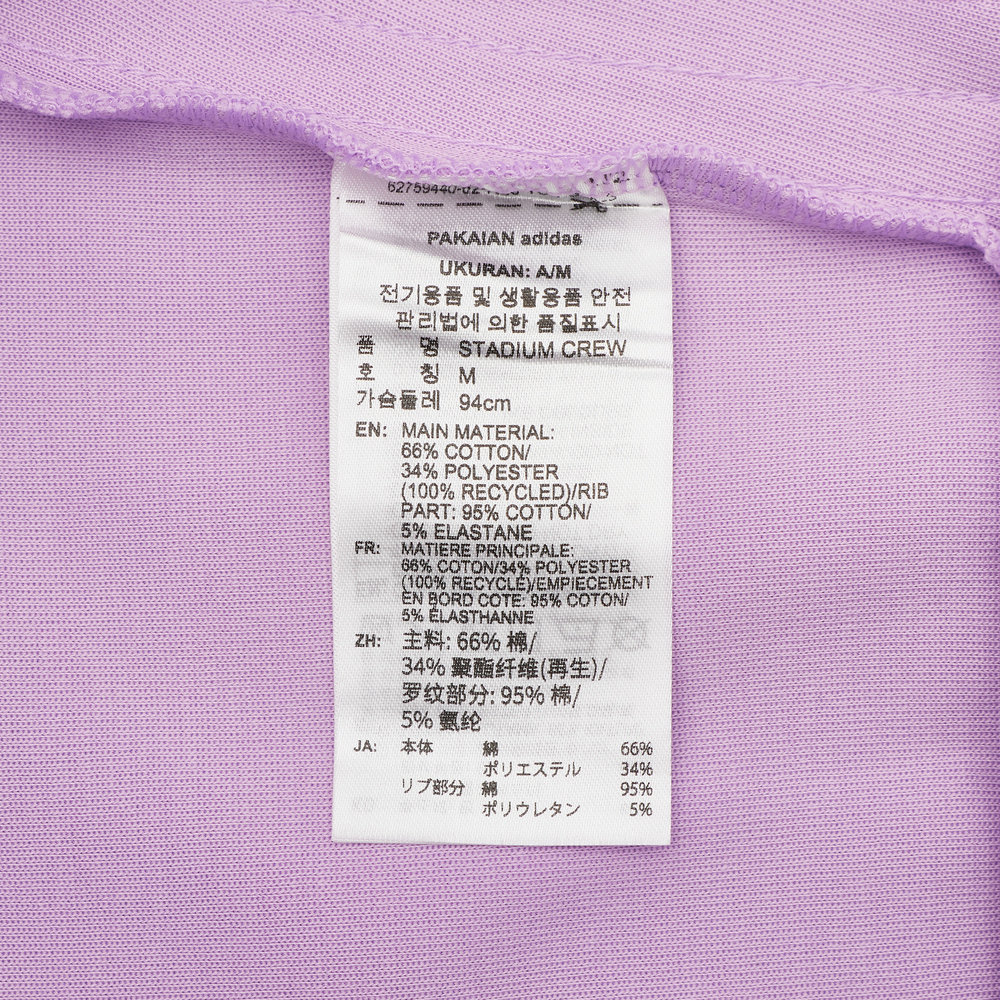 62759440-02
PAKAIAN adidas
UKURAN: A/M
전기용품 및 생활용품 안전
관리법에 의한 품질표시
품 명 STADIUM CREW
호 칭 M
가슴둘레 94cm
EN: MAIN MATERIAL:
66% COTTON/
34% POLYESTER
(100% RECYCLED)/RIB
PART: 95% COTTON/
5% ELASTANE
FR: MATIERE PRINCIPALE:
66% COTON/34% POLYESTER
(100% RECYCLÉ)/EMPIECEMENT
EN BORD COTE: 95% COTON/
5% ÉLASTHANNE
ZH: 主料: 66% 棉/
34% 聚酯纤维(再生)/
罗纹部分: 95% 棉/
5% 氨纶
JA: 本体 綿 66%
ポリエステル 34%
リブ部分 綿 95%
ポリウレタン 5%